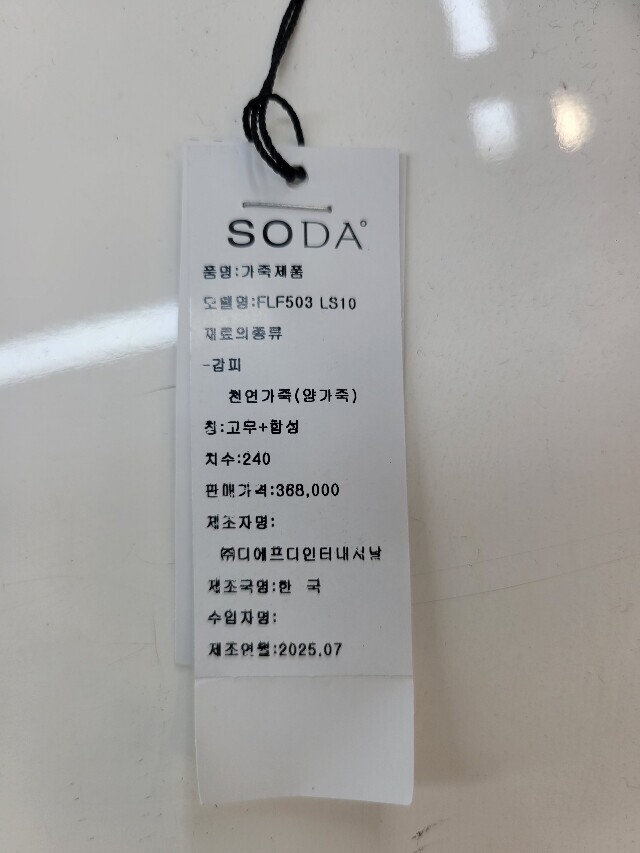 SODA
품명:가죽제품
모델명:FLF503 LS10
재료의종류
-갑피
천연가죽(양가죽)
창:고무+합성
치수:240
판매가격:368,000
제조자명:
㈜디에프디인터내셔날
제조국명:한 국
수입자명:
제조연월:2025.07